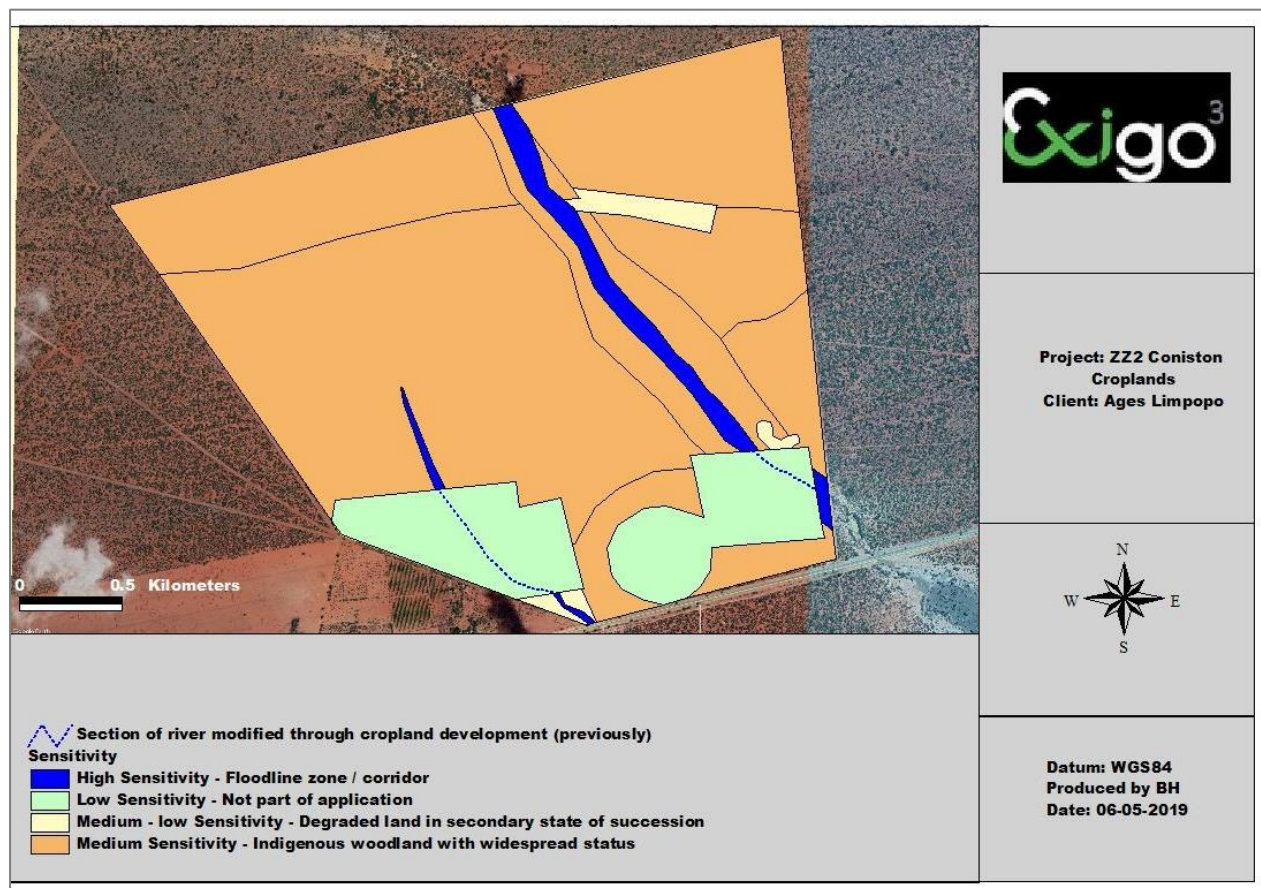 Exigo3
Project: ZZ2 Coniston
Croplands
Client: Ages Limpopo
N
W E
S
0 0.5 Kilometers
Section of river modified through cropland development (previously)
Sensitivity
High Sensitivity - Floodline zone / corridor
Low Sensitivity - Not part of application
Medium - low Sensitivity - Degraded land in secondary state of succession
Medium Sensitivity - Indigenous woodland with widespread status
Datum: WGS84
Produced by BH
Date: 06-05-2019